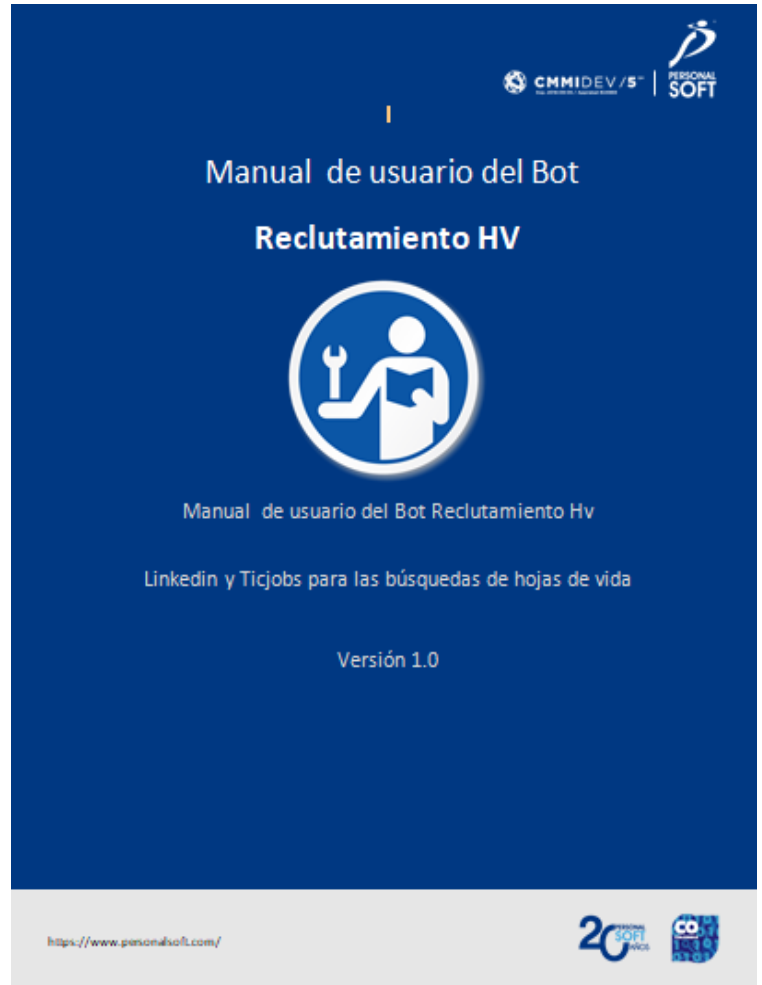 CMMIDEV/5
PERSONAL
SOFT
Manual de usuario del Bot
Reclutamiento HV
Manual de usuario del Bot Reclutamiento Hv
Linkedin y Ticjobs para las búsquedas de hojas de vida
Versión 1.0
https://www.personalsoft.com/
20
PERSONAL
SOFT
AÑOS
CO